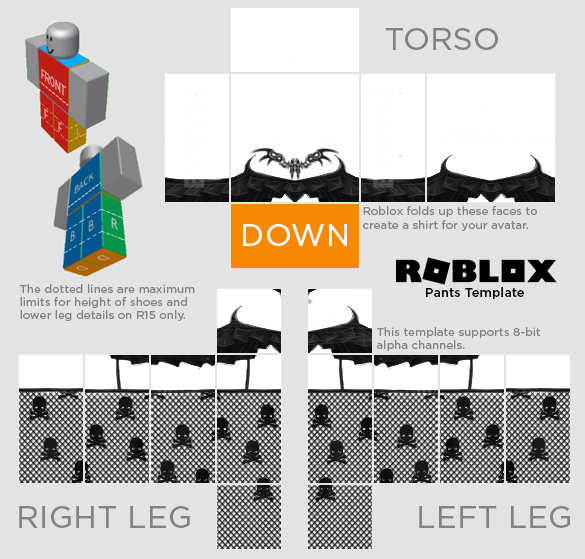 TORSO
FRONT
F F L
BACK
B B R
Roblox folds up these faces to
create a shirt for your avatar.
DOWN
ROBLOX
Pants Template
The dotted lines are maximum
limits for height of shoes and
lower leg details on R15 only.
This template supports 8-bit
alpha channels.
RIGHT LEG
LEFT LEG